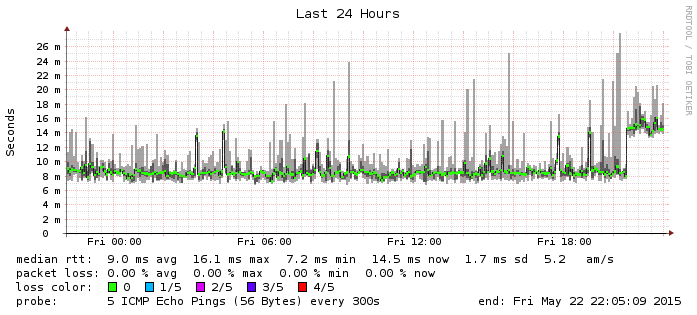 Last 24 Hours
RRDTOOL / TOBI OETIKER
Seconds
26 m
24 m
22 m
20 m
18 m
16 m
14 m
12 m
10 m
8 m
6 m
4 m
2 m
0
Fri 00:00 Fri 06:00 Fri 12:00 Fri 18:00
median rtt: 9.0 ms avg 16.1 ms max 7.2 ms min 14.5 ms now 1.7 ms sd 5.2 am/s
packet loss: 0.00 % avg 0.00 % max 0.00 % min 0.00 % now
loss color: 0 1/5 2/5 3/5 4/5
probe: 5 ICMP Echo Pings (56 Bytes) every 300s end: Fri May 22 22:05:09 2015